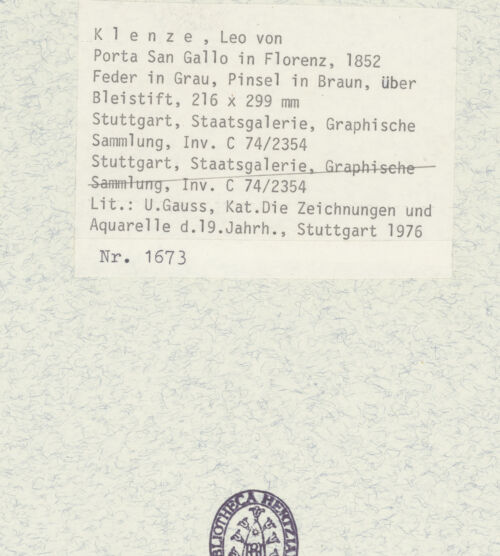 K l e n z e , Leo von
Porta San Gallo in Florenz, 1852
Feder in Grau, Pinsel in Braun, über
Bleistift, 216 x 299 mm
Stuttgart, Staatsgalerie, Graphische
Sammlung, Inv. C 74/2354
Stuttgart, Staatsgalerie, Graphische
Sammlung, Inv. C 74/2354
Lit.: U.Gauss, Kat.Die Zeichnungen und
Aquarelle d.19.Jahrh., Stuttgart 1976
Nr. 1673
BIBLIOTHECA HERTZIANA